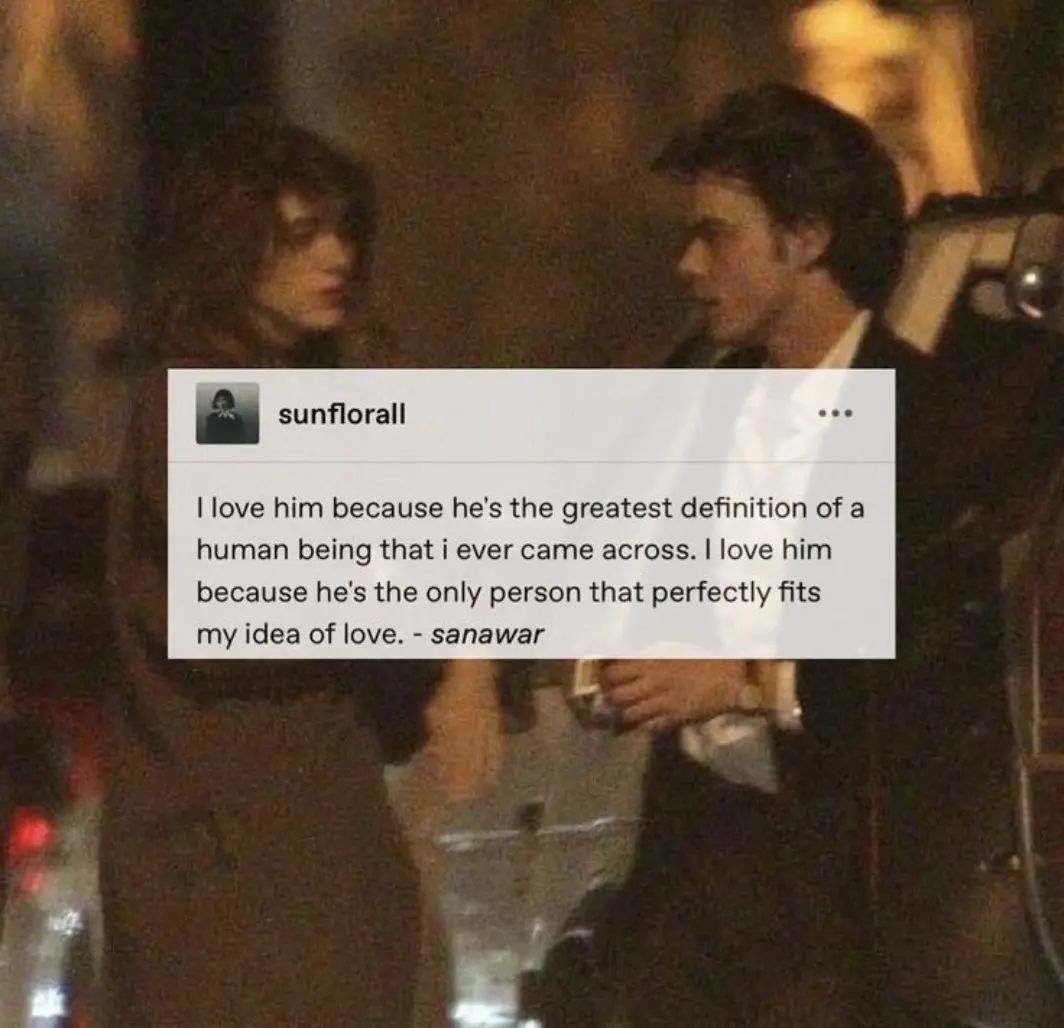 sunflorall
I love him because he's the greatest definition of a
human being that i ever came across. I love him
because he's the only person that perfectly fits
my idea of love. - sanawar